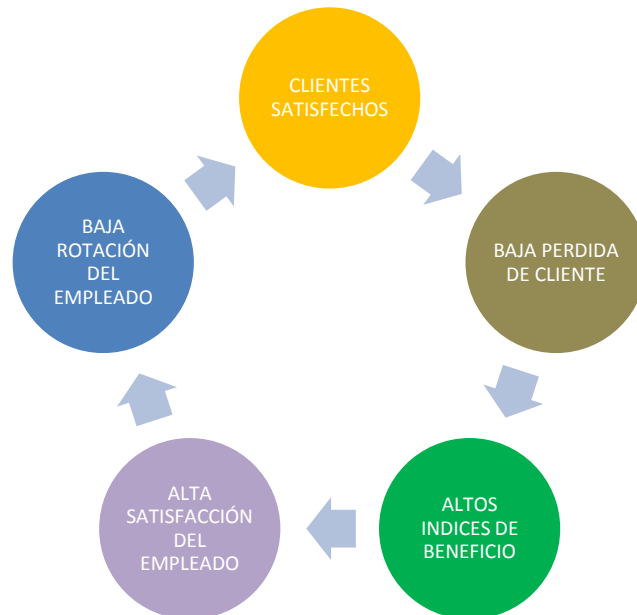 CLIENTES
SATISFECHOS
BAJA PERDIDA
DE CLIENTE
ALTOS
INDICES DE
BENEFICIO
ALTA
SATISFACCIÓN
DEL
EMPLEADO
BAJA
ROTACIÓN
DEL
EMPLEADO